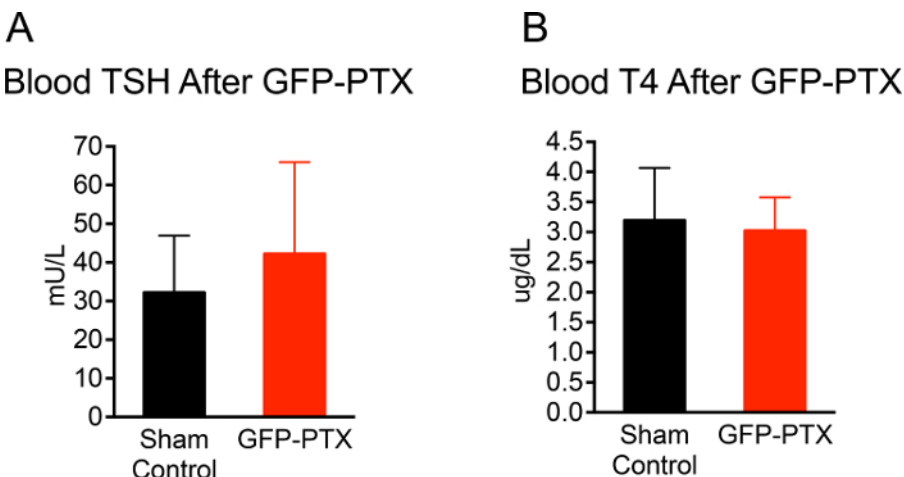 A
Blood TSH After GFP-PTX
70
60
50
40
30
20
10
0
mU/L
Sham
Control
GFP-PTX
B
Blood T4 After GFP-PTX
4.5
4.0
3.5
3.0
2.5
2.0
1.5
1.0
0.5
0.0
ug/dL
Sham
Control
GFP-PTX